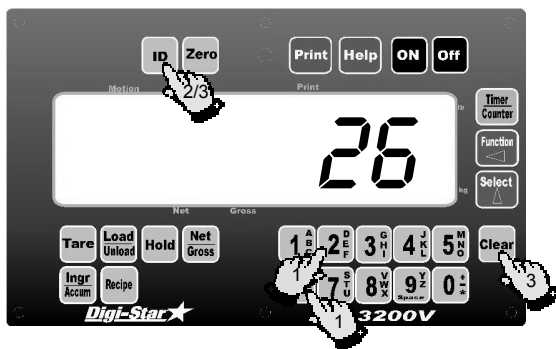 ID Zero Print Help ON Off
2/3
Motion Print
lb
26
kg
Net Gross
Timer
Counter
Function
Select
Tare Load Unload Hold Net Gross
1 A B 2 D E F 3 G H I 4 J K L 5 M N O Clear
Ingr Accum Recipe
7 S T U 8 V W X 9 Y Z Space 0 ± *
1
1
3
Digi-Star 3200V